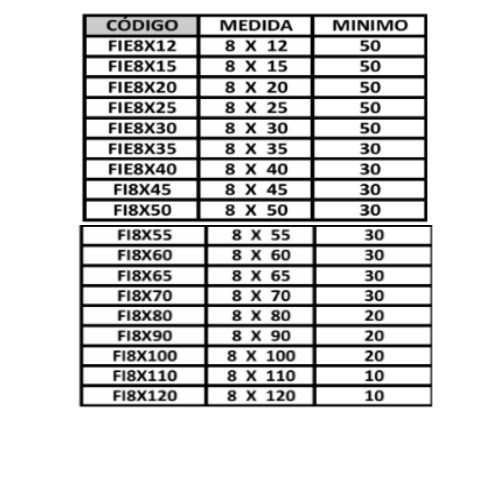 CÓDIGO MEDIDA MINIMO
FIE8X12 8 X 12 50
FIE8X15 8 X 15 50
FIE8X20 8 X 20 50
FIE8X25 8 X 25 50
FIE8X30 8 X 30 50
FIE8X35 8 X 35 30
FIE8X40 8 X 40 30
FI8X45 8 X 45 30
FI8X50 8 X 50 30
FI8X55 8 X 55 30
FI8X60 8 X 60 30
FI8X65 8 X 65 30
FI8X70 8 X 70 30
FI8X80 8 X 80 20
FI8X90 8 X 90 20
FI8X100 8 X 100 20
FI8X110 8 X 110 10
FI8X120 8 X 120 10